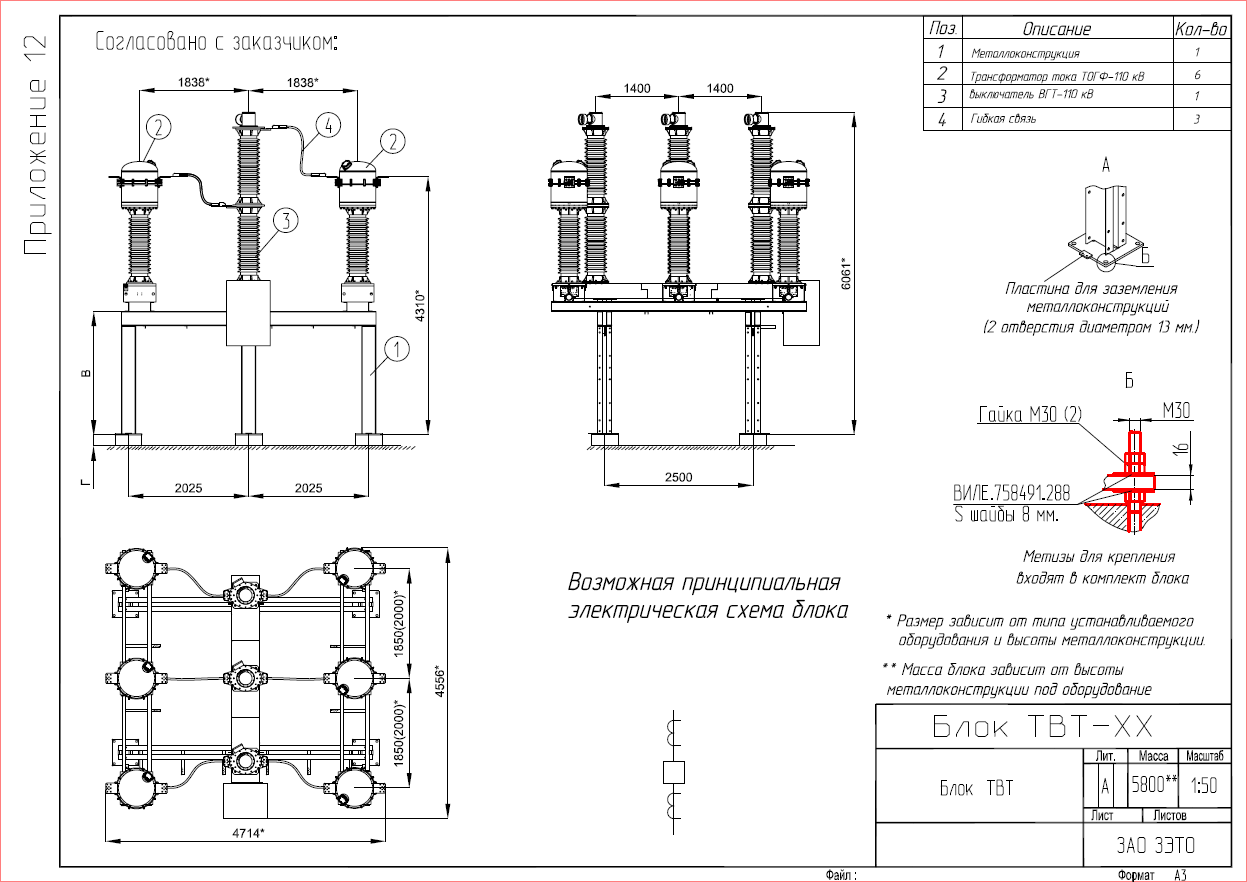 Приложение 12
Согласовано с заказчиком:
Поз. Описание Кол-во
1 Металлоконструкция 1
2 Трансформатор тока ТОГФ-110 кВ 6
3 выключатель ВГТ-110 кВ 1
4 Гибкая связь 3
1838* 1838*
2
4
2
3
1
4310*
В
Г
2025 2025
1400 1400
6061*
2500
А
Б
Пластина для заземления
металлоконструкций
(2 отверстия диаметром 13 мм.)
Б
Гайка М30 (2)
М30
16
ВИЛЕ.758491.288
S шайбы 8 мм.
Метизы для крепления
входят в комплект блока
1850(2000)*
1850(2000)*
4556*
4714*
Возможная принципиальная
электрическая схема блока
* Размер зависит от типа устанавливаемого
оборудования и высоты металлоконструкции.
** Масса блока зависит от высоты
металлоконструкции под оборудование
Блок ТВТ-ХХ
Блок ТВТ
Лит. Масса Масштаб
А 5800** 1:50
Лист Листов
ЗАО ЗЭТО
Файл :
Формат А3